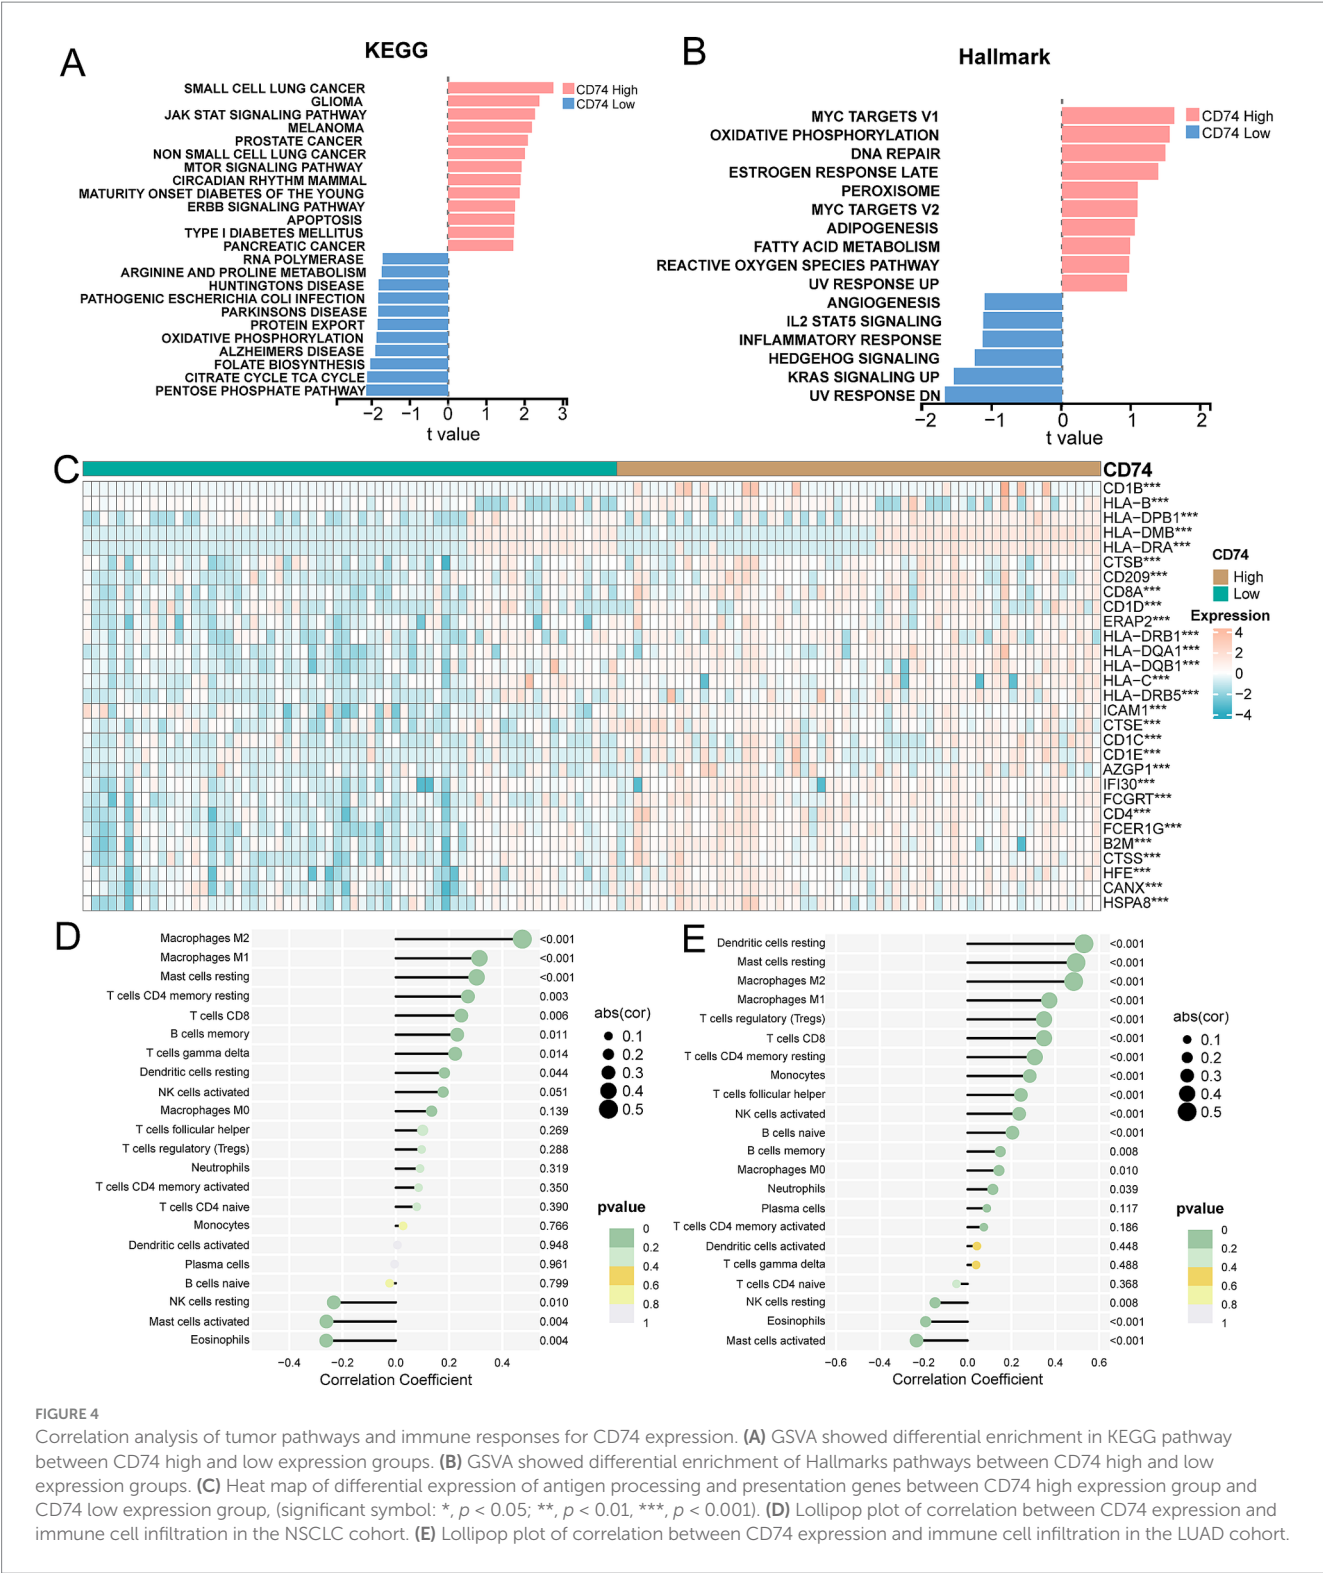 A
KEGG
SMALL CELL LUNG CANCER
GLIOMA
JAK STAT SIGNALING PATHWAY
MELANOMA
PROSTATE CANCER
NON SMALL CELL LUNG CANCER
MTOR SIGNALING PATHWAY
CIRCADIAN RHYTHM MAMMAL
MATURITY ONSET DIABETES OF THE YOUNG
ERBB SIGNALING PATHWAY
APOPTOSIS
TYPE I DIABETES MELLITUS
PANCREATIC CANCER
RNA POLYMERASE
ARGININE AND PROLINE METABOLISM
HUNTINGTONS DISEASE
PATHOGENIC ESCHERICHIA COLI INFECTION
PARKINSONS DISEASE
PROTEIN EXPORT
OXIDATIVE PHOSPHORYLATION
ALZHEIMERS DISEASE
FOLATE BIOSYNTHESIS
CITRATE CYCLE TCA CYCLE
PENTOSE PHOSPHATE PATHWAY
CD74 High
CD74 Low
−2 −1 0 1 2 3
t value
B
Hallmark
MYC TARGETS V1
OXIDATIVE PHOSPHORYLATION
DNA REPAIR
ESTROGEN RESPONSE LATE
PEROXISOME
MYC TARGETS V2
ADIPOGENESIS
FATTY ACID METABOLISM
REACTIVE OXYGEN SPECIES PATHWAY
UV RESPONSE UP
ANGIOGENESIS
IL2 STAT5 SIGNALING
INFLAMMATORY RESPONSE
HEDGEHOG SIGNALING
KRAS SIGNALING UP
UV RESPONSE DN
CD74 High
CD74 Low
−2 −1 0 1 2
t value
C
CD74
CD1B***
HLA−B***
HLA−DPB1***
HLA−DMB***
HLA−DRA***
CTSB***
CD209***
CD8A***
CD1D***
ERAP2***
HLA−DRB1***
HLA−DQA1***
HLA−DQB1***
HLA−C***
HLA−DRB5***
ICAM1***
CTSE***
CD1C***
CD1E***
AZGP1***
IFI30***
FCGRT***
CD4***
FCER1G***
B2M***
CTSS***
HFE***
CANX***
HSPA8***
CD74
High
Low
Expression
4
2
0
−2
−4
D
Macrophages M2 <0.001
Macrophages M1 <0.001
Mast cells resting <0.001
T cells CD4 memory resting 0.003
T cells CD8 0.006
B cells memory 0.011
T cells gamma delta 0.014
Dendritic cells resting 0.044
NK cells activated 0.051
Macrophages M0 0.139
T cells follicular helper 0.269
T cells regulatory (Tregs) 0.288
Neutrophils 0.319
T cells CD4 memory activated 0.350
T cells CD4 naive 0.390
Monocytes 0.766
Dendritic cells activated 0.948
Plasma cells 0.961
B cells naive 0.799
NK cells resting 0.010
Mast cells activated 0.004
Eosinophils 0.004
−0.4 −0.2 0.0 0.2 0.4
Correlation Coefficient
abs(cor)
0.1
0.2
0.3
0.4
0.5
pvalue
0
0.2
0.4
0.6
0.8
1
E
Dendritic cells resting <0.001
Mast cells resting <0.001
Macrophages M2 <0.001
Macrophages M1 <0.001
T cells regulatory (Tregs) <0.001
T cells CD8 <0.001
T cells CD4 memory resting <0.001
Monocytes <0.001
T cells follicular helper <0.001
NK cells activated <0.001
B cells naive <0.001
B cells memory 0.008
Macrophages M0 0.010
Neutrophils 0.039
Plasma cells 0.117
T cells CD4 memory activated 0.186
Dendritic cells activated 0.448
T cells gamma delta 0.488
T cells CD4 naive 0.368
NK cells resting 0.008
Eosinophils <0.001
Mast cells activated <0.001
−0.6 −0.4 −0.2 0.0 0.2 0.4 0.6
Correlation Coefficient
abs(cor)
0.1
0.2
0.3
0.4
0.5
pvalue
0
0.2
0.4
0.6
0.8
1
FIGURE 4
Correlation analysis of tumor pathways and immune responses for CD74 expression. (A) GSVA showed differential enrichment in KEGG pathway
between CD74 high and low expression groups. (B) GSVA showed differential enrichment of Hallmarks pathways between CD74 high and low
expression groups. (C) Heat map of differential expression of antigen processing and presentation genes between CD74 high expression group and
CD74 low expression group, (significant symbol: *, p < 0.05; **, p < 0.01, ***, p < 0.001). (D) Lollipop plot of correlation between CD74 expression and
immune cell infiltration in the NSCLC cohort. (E) Lollipop plot of correlation between CD74 expression and immune cell infiltration in the LUAD cohort.